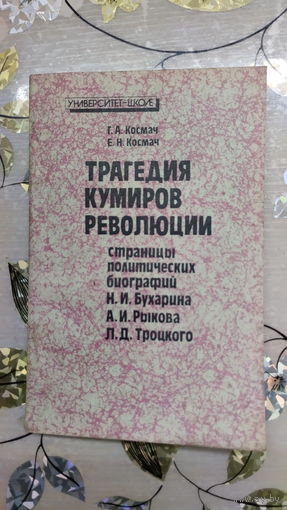 УНИВЕРСИТЕТ-ШКОЛЕ
Г. А. Космач
Е. Н. Космач
ТРАГЕДИЯ
КУМИРОВ
РЕВОЛЮЦИИ
страницы
политических
биографий
Н. И. Бухарина
А. И. Рыкова
Л. Д. Троцкого